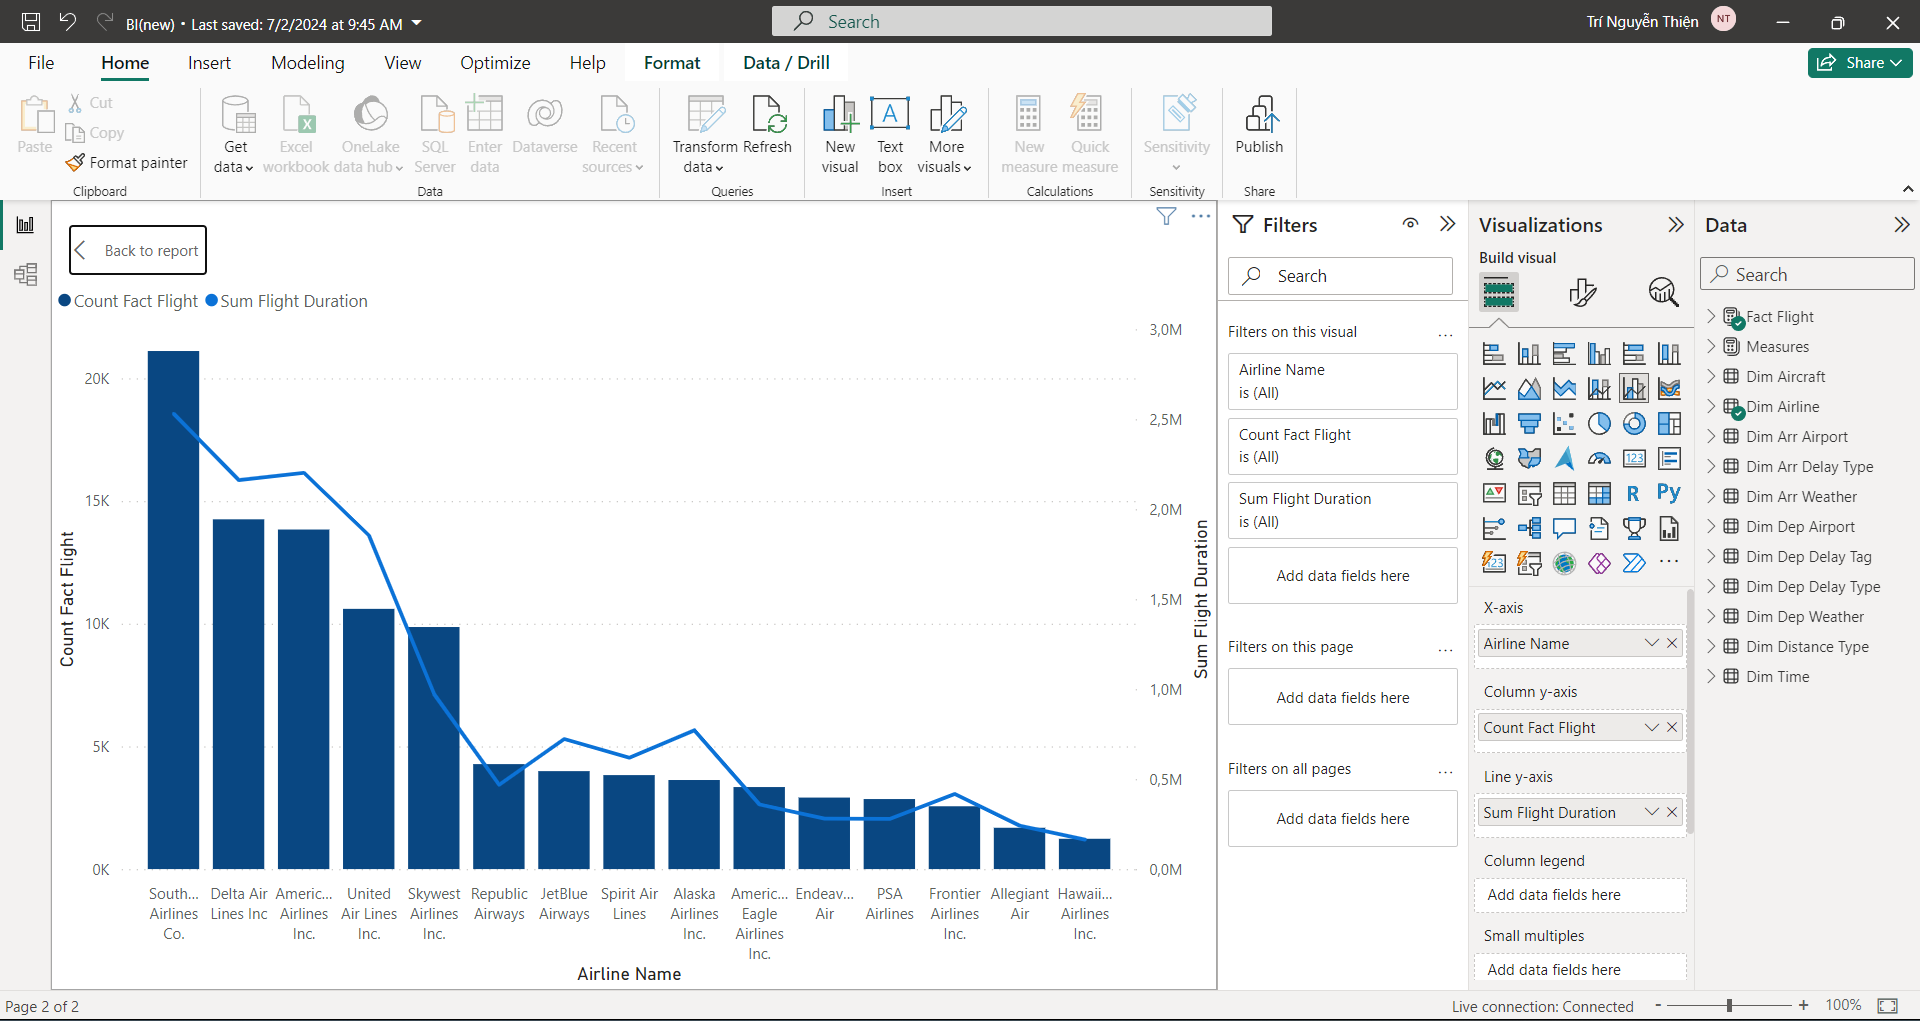 BI(new) • Last saved: 7/2/2024 at 9:45 AM
Search
Trí Nguyễn Thiện
NT
File
Home
Insert
Modeling
View
Optimize
Help
Format
Data / Drill
Share
Paste
Cut
Copy
Format painter
Clipboard
Get data
Excel workbook
OneLake data hub
SQL Server
Enter data
Dataverse
Recent sources
Data
Transform data
Refresh
Queries
New visual
Text box
More visuals
Insert
New measure
Quick measure
Calculations
Sensitivity
Sensitivity
Publish
Share
Back to report
Count Fact Flight
Sum Flight Duration
20K
15K
10K
5K
0K
Count Fact Flight
3,0M
2,5M
2,0M
1,5M
1,0M
0,5M
0,0M
Sum Flight Duration
South... Airlines Co.
Delta Air Lines Inc
Americ... Airlines Inc.
United Air Lines Inc.
Skywest Airlines Inc.
Republic Airways
JetBlue Airways
Spirit Air Lines
Alaska Airlines Inc.
Americ... Eagle Airlines Inc.
Endeav... Air
PSA Airlines
Frontier Airlines Inc.
Allegiant Air
Hawaii... Airlines Inc.
Airline Name
Filters
Search
Filters on this visual
...
Airline Name
is (All)
Count Fact Flight
is (All)
Sum Flight Duration
is (All)
Add data fields here
Filters on this page
...
Add data fields here
Filters on all pages
...
Add data fields here
Visualizations
Build visual
123
R
Py
123
...
X-axis
Airline Name
Column y-axis
Count Fact Flight
Line y-axis
Sum Flight Duration
Column legend
Add data fields here
Small multiples
Add data fields here
Data
Search
Fact Flight
Measures
Dim Aircraft
Dim Airline
Dim Arr Airport
Dim Arr Delay Type
Dim Arr Weather
Dim Dep Airport
Dim Dep Delay Tag
Dim Dep Delay Type
Dim Dep Weather
Dim Distance Type
Dim Time
Page 2 of 2
Live connection: Connected
- + 100%